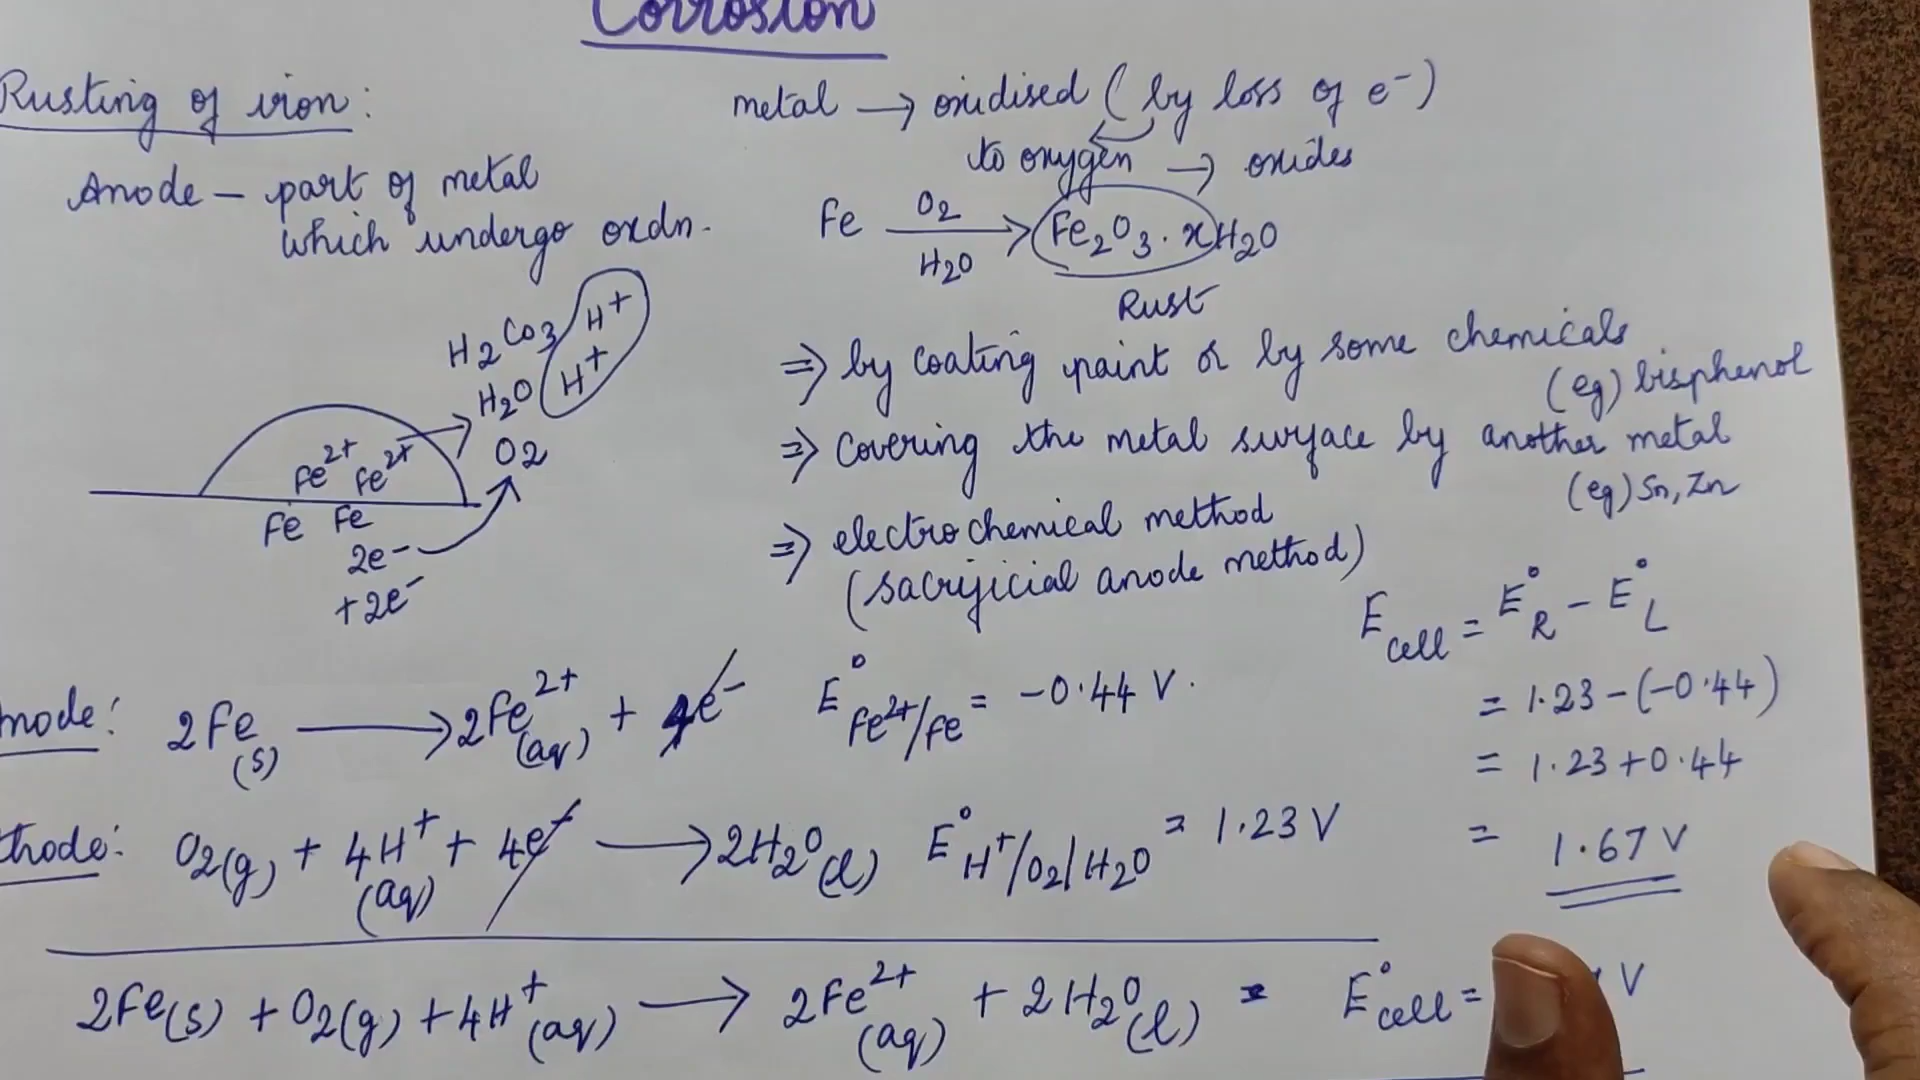 Corrosion
Rusting of iron:
Anode - part of metal
which undergo oxdn.
metal → oxidised (by loss of e⁻)
to oxygen → oxides
Fe O₂ H₂O → Fe₂O₃·xH₂O
Rust
H₂CO₃ H⁺
H₂O H⁺
O₂
Fe²⁺ Fe²⁺
Fe Fe
2e⁻
+2e⁻
⇒ by coating paint or by some chemicals
(eg) bisphenol
⇒ covering the metal surface by another metal
(eg) Sn, Zn
⇒ electrochemical method
(sacrificial anode method)
E cell = E°R - E°L
= 1.23 - (-0.44)
= 1.23 + 0.44
= 1.67 V
node: 2Fe(s) → 2Fe²⁺(aq) + 4e⁻ E°Fe²⁺/Fe = -0.44 V.
thode: O₂(g) + 4H⁺(aq) + 4e⁻ → 2H₂O(l) E°H⁺/O₂/H₂O = 1.23 V
2Fe(s) + O₂(g) + 4H⁺(aq) → 2Fe²⁺(aq) + 2H₂O(l) E°cell = V